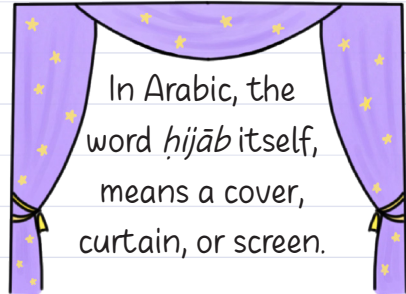 In Arabic, the
word ḥijāb itself,
means a cover,
curtain, or screen.